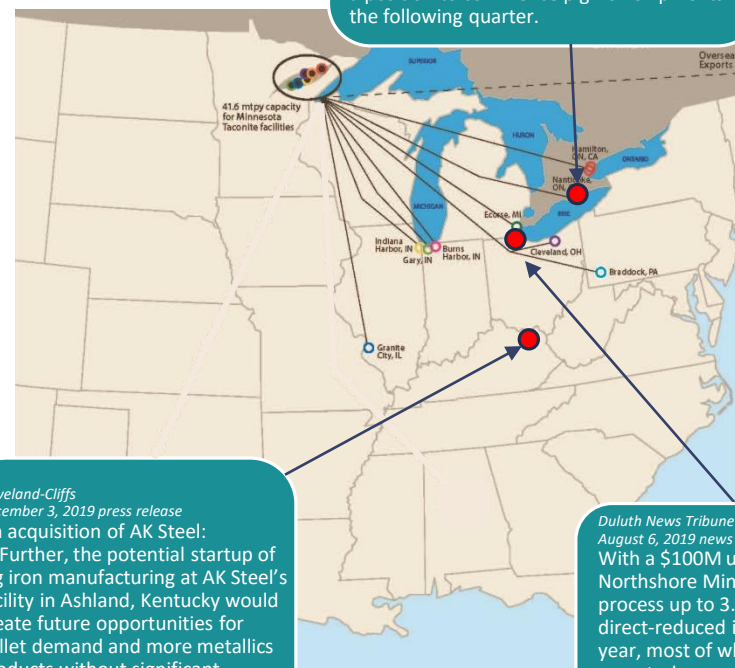 the following quarter.
SUPERIOR
Overse
Exports
41.6 mtpy capacity
for Minnesota
Taconite facilities
HURON
Hamilton,
ON, CA
ONTARIO
Nanticoke,
ON,
MICHIGAN
ERIE
Ecorse, MI
Indiana
Harbor, IN
Burns
Harbor, IN
Gary, IN
Cleveland, OH
Braddock, PA
Granite
City, IL
veland-Cliffs
cember 3, 2019 press release
acquisition of AK Steel:
Further, the potential startup of
g iron manufacturing at AK Steel's
cility in Ashland, Kentucky would
eate future opportunities for
llet demand and more metallics
Duluth News Tribune
August 6, 2019 news
With a $100M u
Northshore Min
process up to 3.
direct-reduced i
year, most of wh